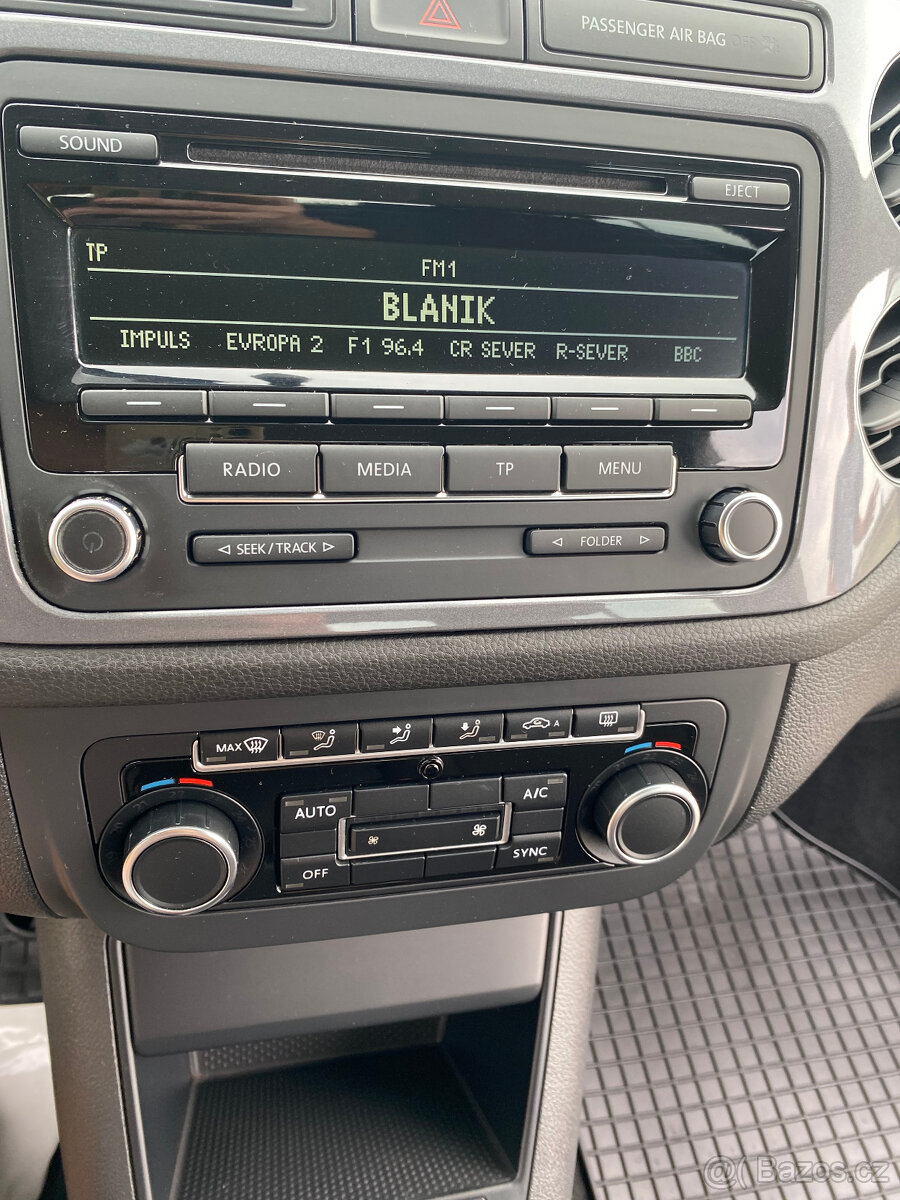 PASSENGER AIR BAG OFF
SOUND
EJECT
TP
FM1
BLANIK
IMPULS EVROPA 2 F1 96.4 CR SEVER R-SEVER BBC
RADIO MEDIA TP MENU
SEEK/TRACK FOLDER
MAX A
AUTO A/C
OFF SYNC
@( Bazos.cz